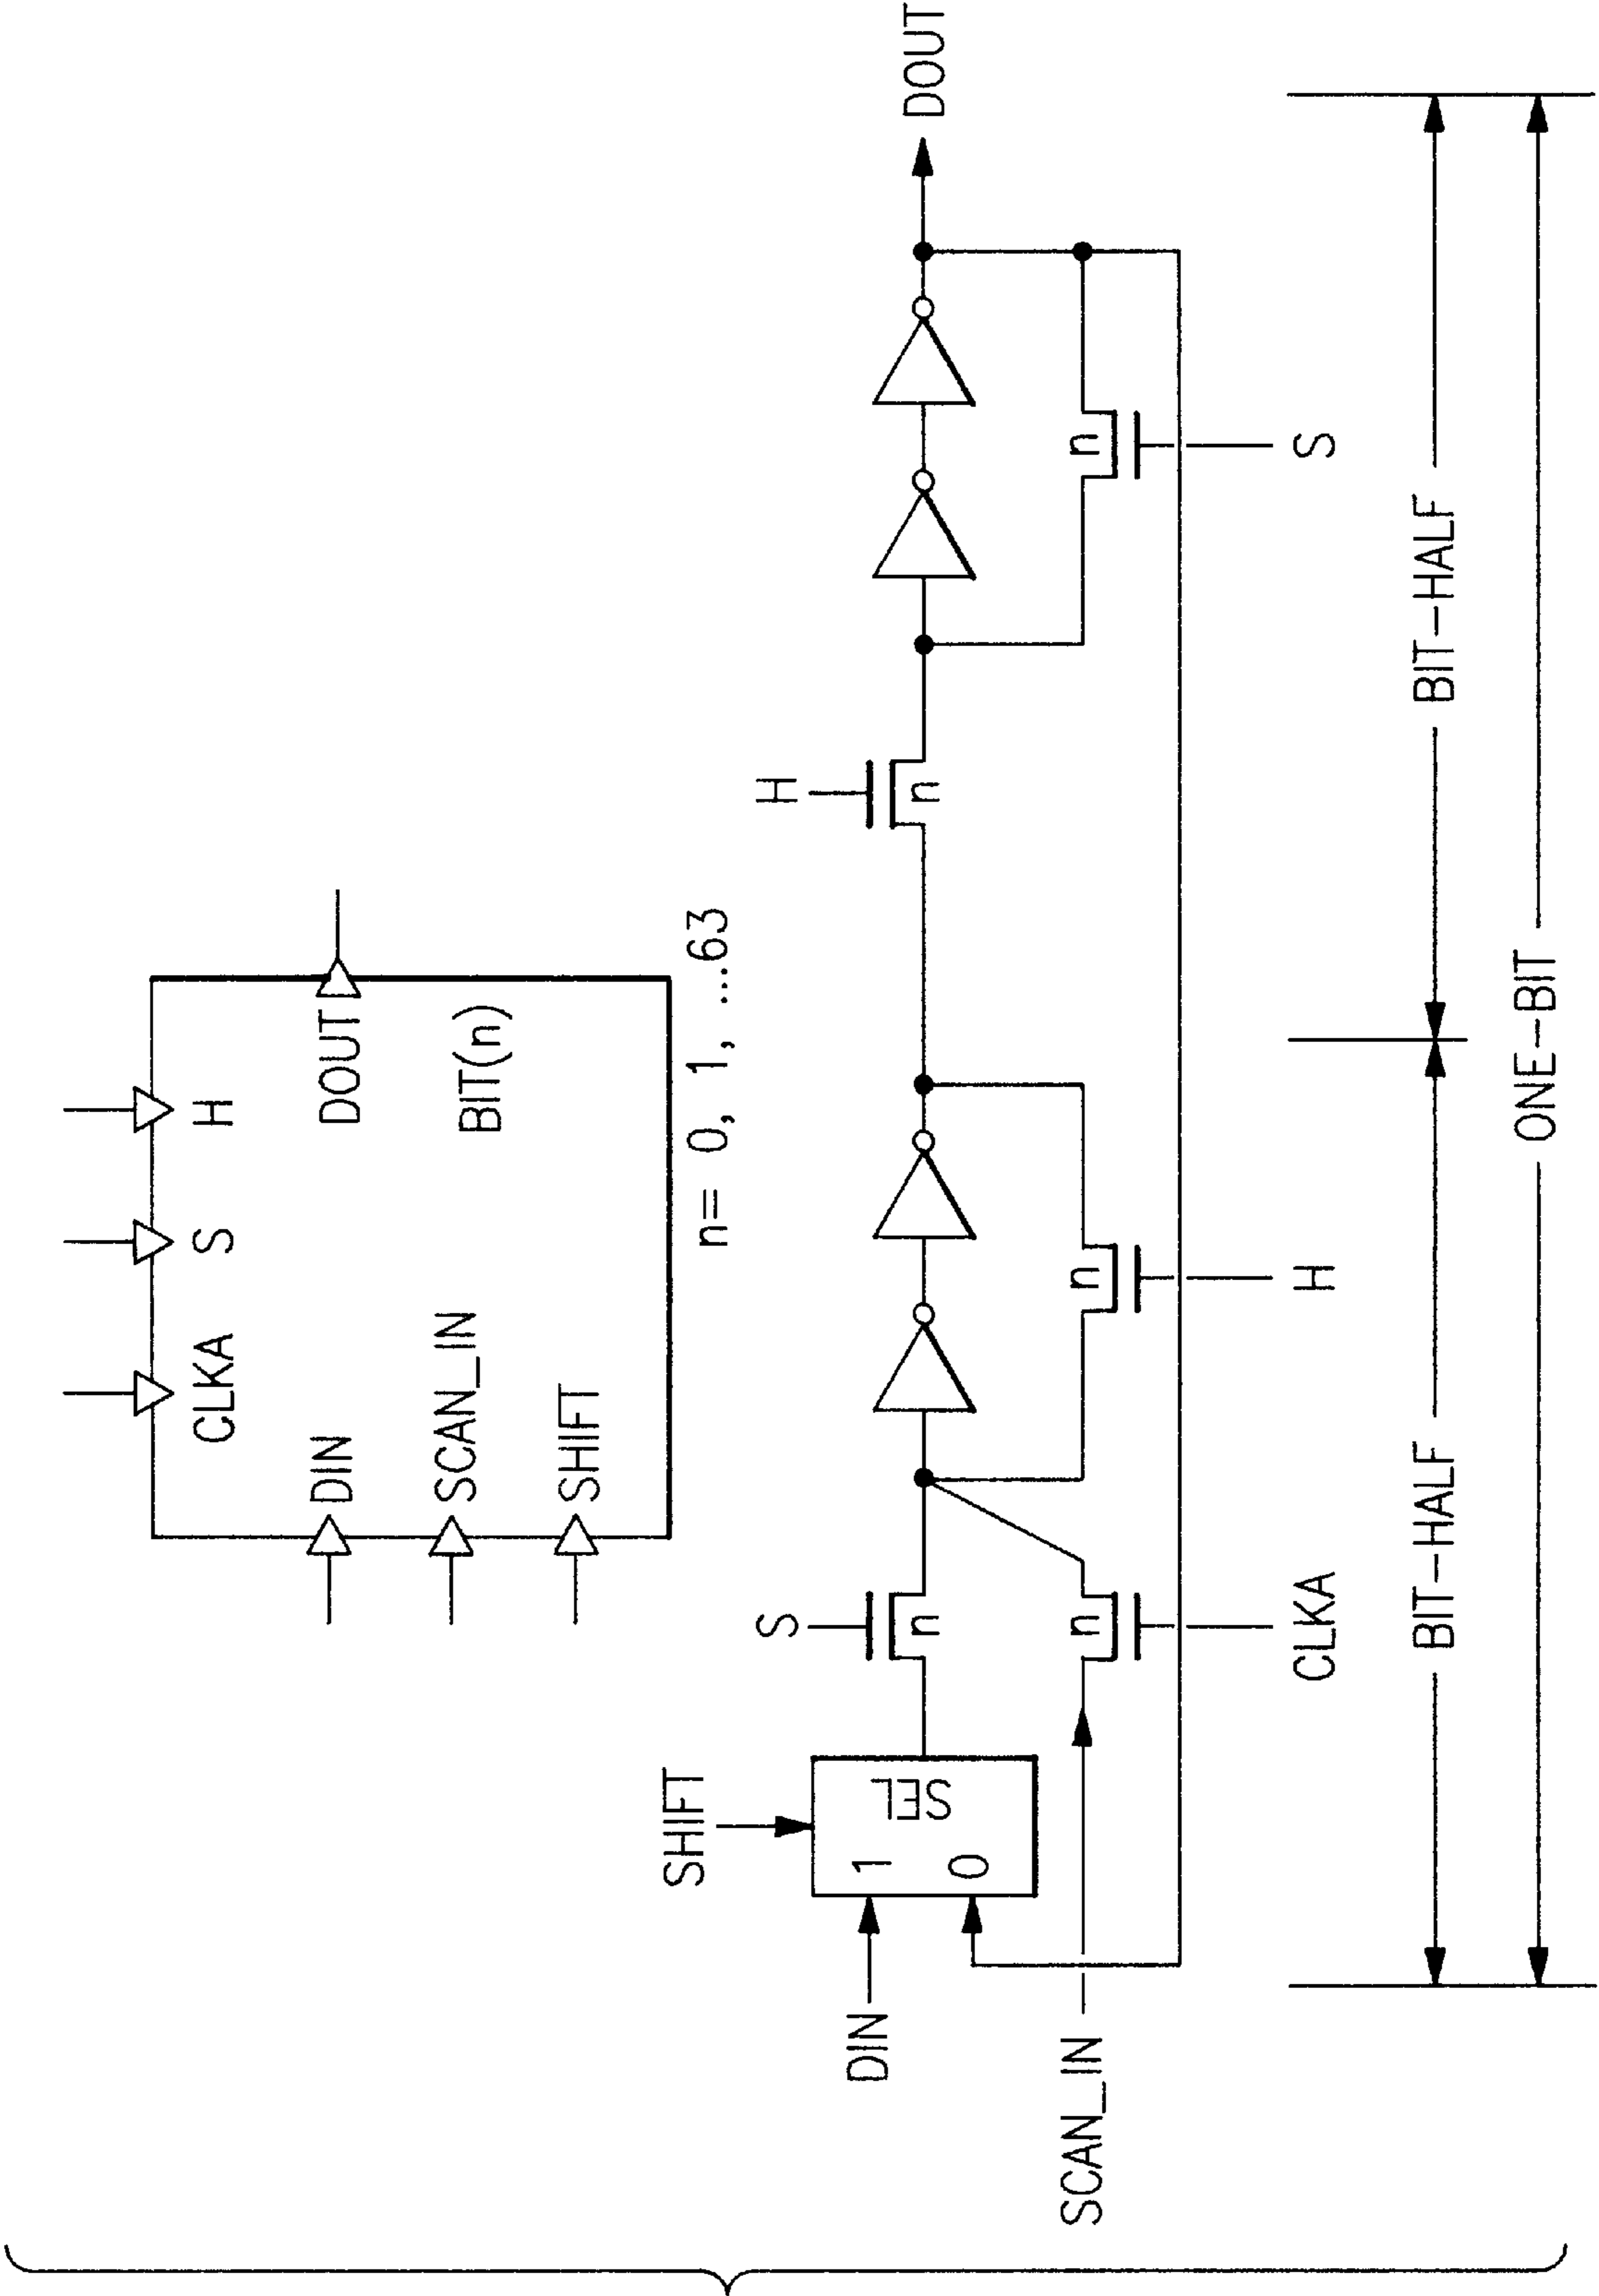 CLKA
S
H
DIN
DOUT
SCAN_IN
BIT(n)
SHIFT
n= 0, 1, ...63
SHIFT
S
H
DIN
1
SEL
n
n
DOUT
0
SCAN_IN
n
n
n
CLKA
H
S
BIT-HALF
BIT-HALF
ONE-BIT